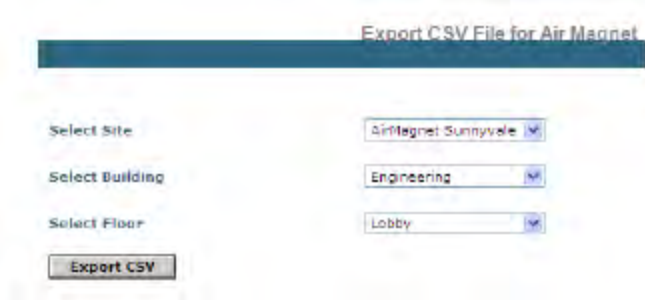 Export CSV File for Air Magnet
Select Site AirMagnet Sunnyvale
Select Building Engineering
Select Floor Lobby
Export CSV